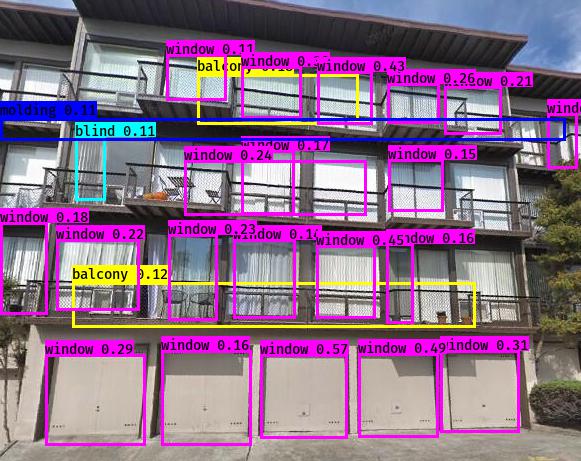 window 0.11
window 0.43
window 0.26
0.21
molding 0.11
blind 0.11
window 0.17
window 0.24
window 0.15
window 0.18
window 0.22
window 0.23
window 0.14
window 0.45
window 0.16
balcony 0.12
window 0.29
window 0.16
window 0.57
window 0.49
window 0.31